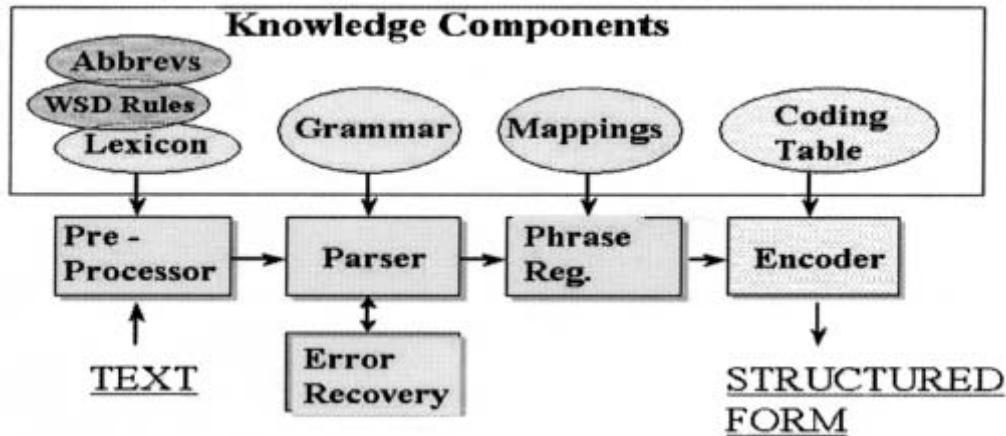 Knowledge Components
Abbrevs
WSD Rules
Lexicon
Grammar
Mappings
Coding
Table
Pre -
Processor
Parser
Phrase
Reg.
Encoder
Error
Recovery
TEXT
STRUCTURED
FORM